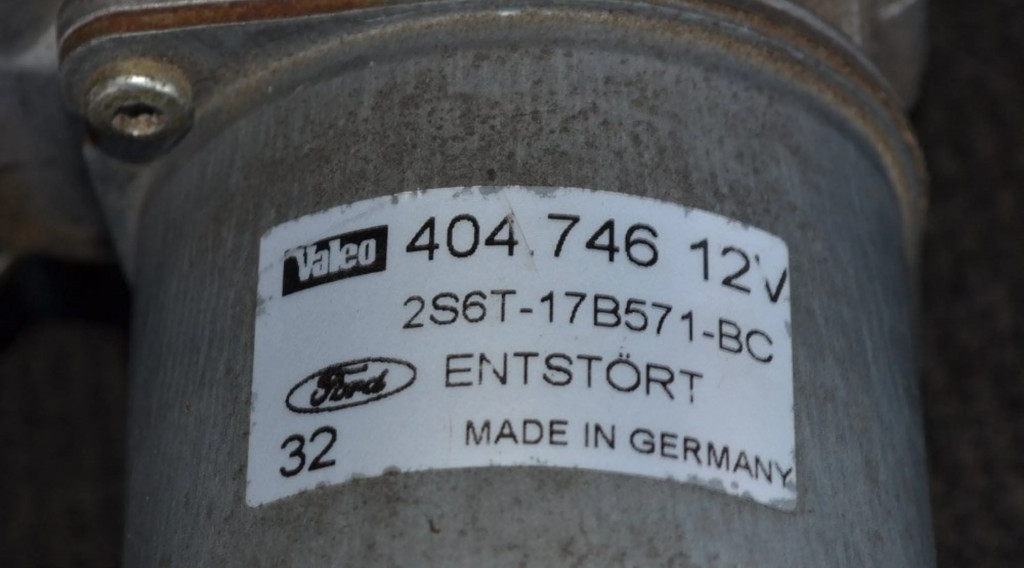 Valeo 404.746 12V
2S6T-17B571-BC
Ford ENTSTÖRT
32 MADE IN GERMANY